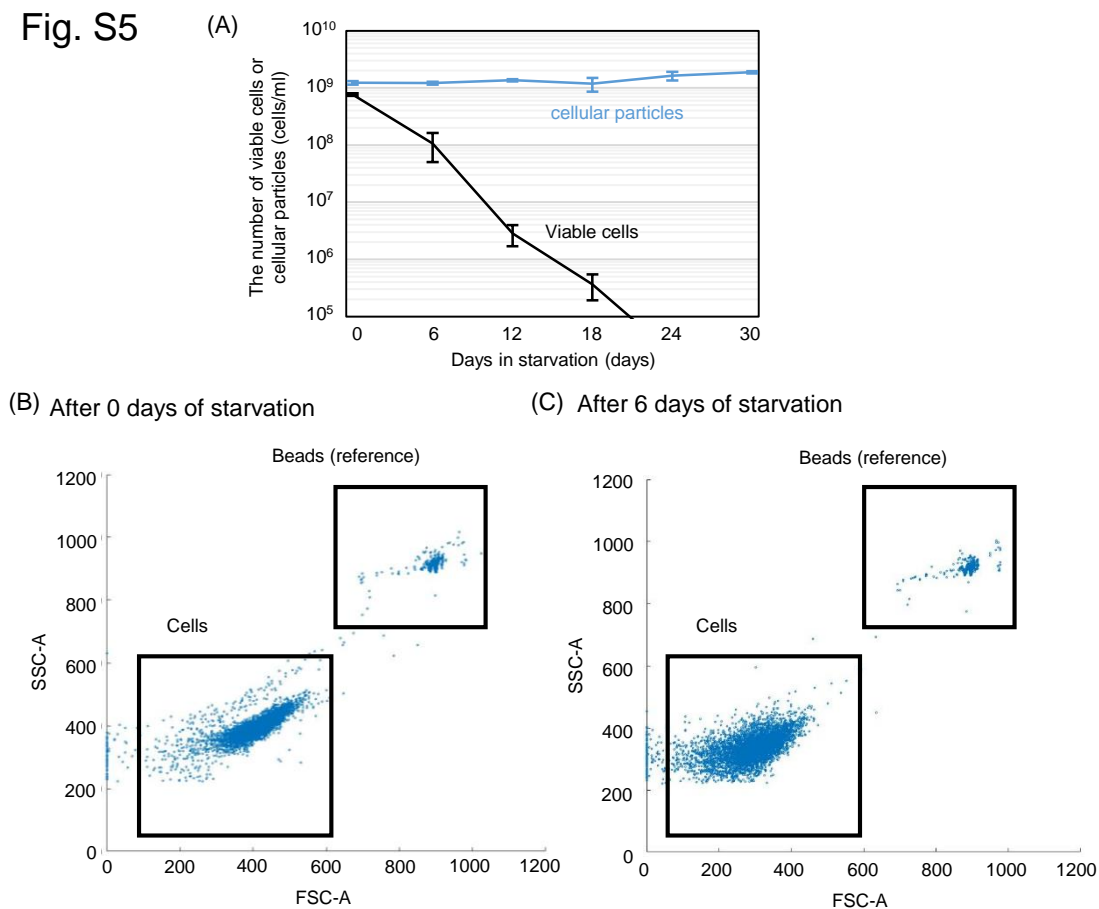 Fig. S5
(A)
The number of viable cells or
cellular particles (cells/ml)
10^10
10^9
10^8
10^7
10^6
10^5
cellular particles
Viable cells
0 6 12 18 24 30
Days in starvation (days)
(B) After 0 days of starvation
Beads (reference)
Cells
SSC-A
1200
1000
800
600
400
200
0
0 200 400 600 800 1000 1200
FSC-A
(C) After 6 days of starvation
Beads (reference)
Cells
SSC-A
1200
1000
800
600
400
200
0
0 200 400 600 800 1000 1200
FSC-A